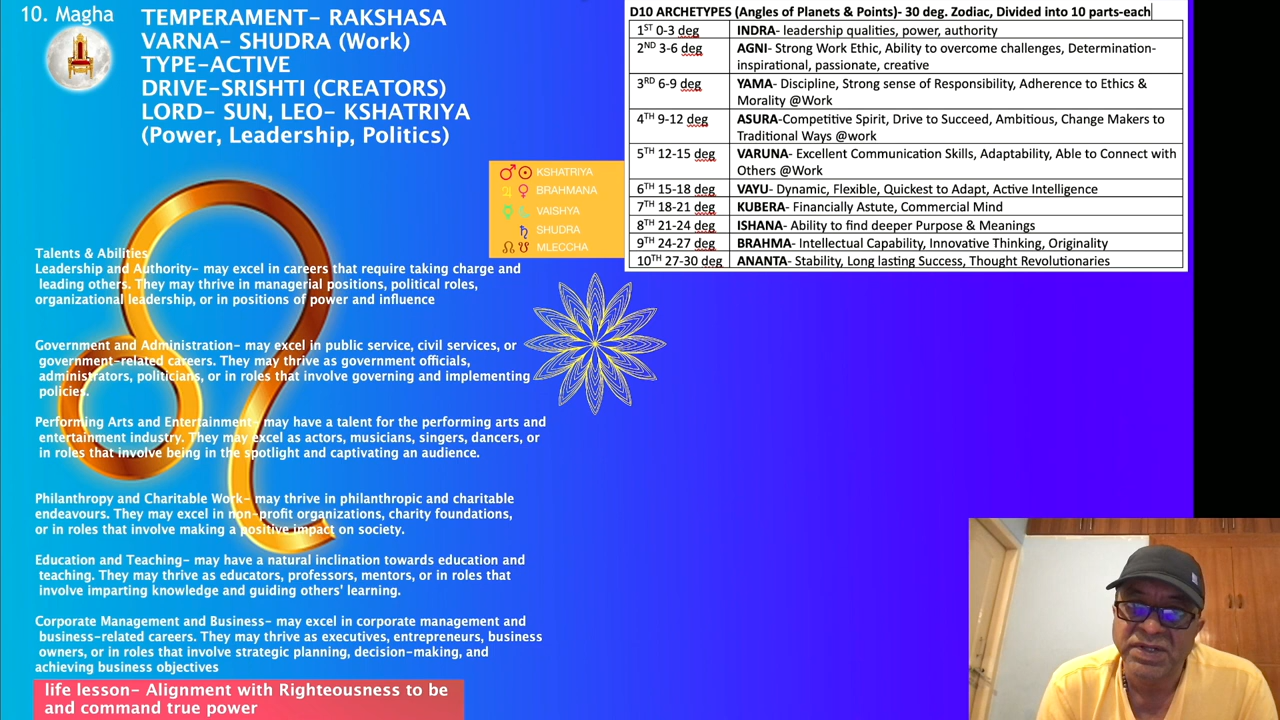 10. Magha
TEMPERAMENT- RAKSHASA
VARNA- SHUDRA (Work)
TYPE-ACTIVE
DRIVE-SRISHTI (CREATORS)
LORD- SUN, LEO- KSHATRIYA
(Power, Leadership, Politics)
D10 ARCHETYPES (Angles of Planets & Points)- 30 deg. Zodiac, Divided into 10 parts-each
1ST 0-3 deg INDRA- leadership qualities, power, authority
2ND 3-6 deg AGNI- Strong Work Ethic, Ability to overcome challenges, Determination-
inspirational, passionate, creative
3RD 6-9 deg YAMA- Discipline, Strong sense of Responsibility, Adherence to Ethics &
Morality @Work
4TH 9-12 deg ASURA-Competitive Spirit, Drive to Succeed, Ambitious, Change Makers to
Traditional Ways @work
5TH 12-15 deg VARUNA- Excellent Communication Skills, Adaptability, Able to Connect with
Others @Work
6TH 15-18 deg VAYU- Dynamic, Flexible, Quickest to Adapt, Active Intelligence
7TH 18-21 deg KUBERA- Financially Astute, Commercial Mind
8TH 21-24 deg ISHANA- Ability to find deeper Purpose & Meanings
9TH 24-27 deg BRAHMA- Intellectual Capability, Innovative Thinking, Originality
10TH 27-30 deg ANANTA- Stability, Long lasting Success, Thought Revolutionaries
♂☉ KSHATRIYA
♃♀ BRAHMANA
☿☾ VAISHYA
♄ SHUDRA
☊☋ MLECCHA
Talents & Abilities
Leadership and Authority- may excel in careers that require taking charge and
leading others. They may thrive in managerial positions, political roles,
organizational leadership, or in positions of power and influence
Government and Administration- may excel in public service, civil services, or
government-related careers. They may thrive as government officials,
administrators, politicians, or in roles that involve governing and implementing
policies.
Performing Arts and Entertainment- may have a talent for the performing arts and
entertainment industry. They may excel as actors, musicians, singers, dancers, or
in roles that involve being in the spotlight and captivating an audience.
Philanthropy and Charitable Work- may thrive in philanthropic and charitable
endeavours. They may excel in non-profit organizations, charity foundations,
or in roles that involve making a positive impact on society.
Education and Teaching- may have a natural inclination towards education and
teaching. They may thrive as educators, professors, mentors, or in roles that
involve imparting knowledge and guiding others' learning.
Corporate Management and Business- may excel in corporate management and
business-related careers. They may thrive as executives, entrepreneurs, business
owners, or in roles that involve strategic planning, decision-making, and
achieving business objectives
life lesson- Alignment with Righteousness to be
and command true power